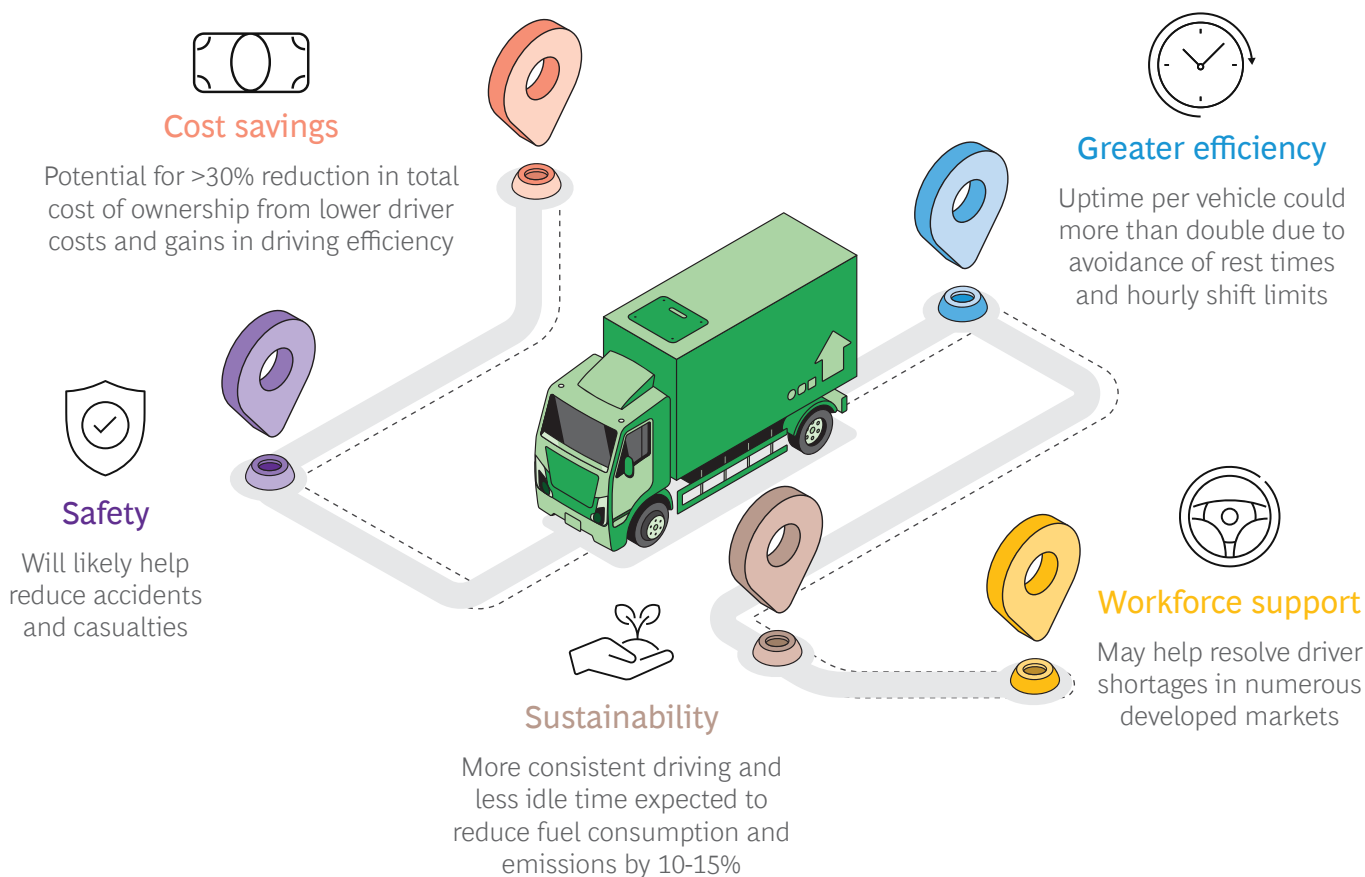 Cost savings
Potential for >30% reduction in total
cost of ownership from lower driver
costs and gains in driving efficiency
Greater efficiency
Uptime per vehicle could
more than double due to
avoidance of rest times
and hourly shift limits
Safety
Will likely help
reduce accidents
and casualties
Workforce support
May help resolve driver
shortages in numerous
developed markets
Sustainability
More consistent driving and
less idle time expected to
reduce fuel consumption and
emissions by 10-15%